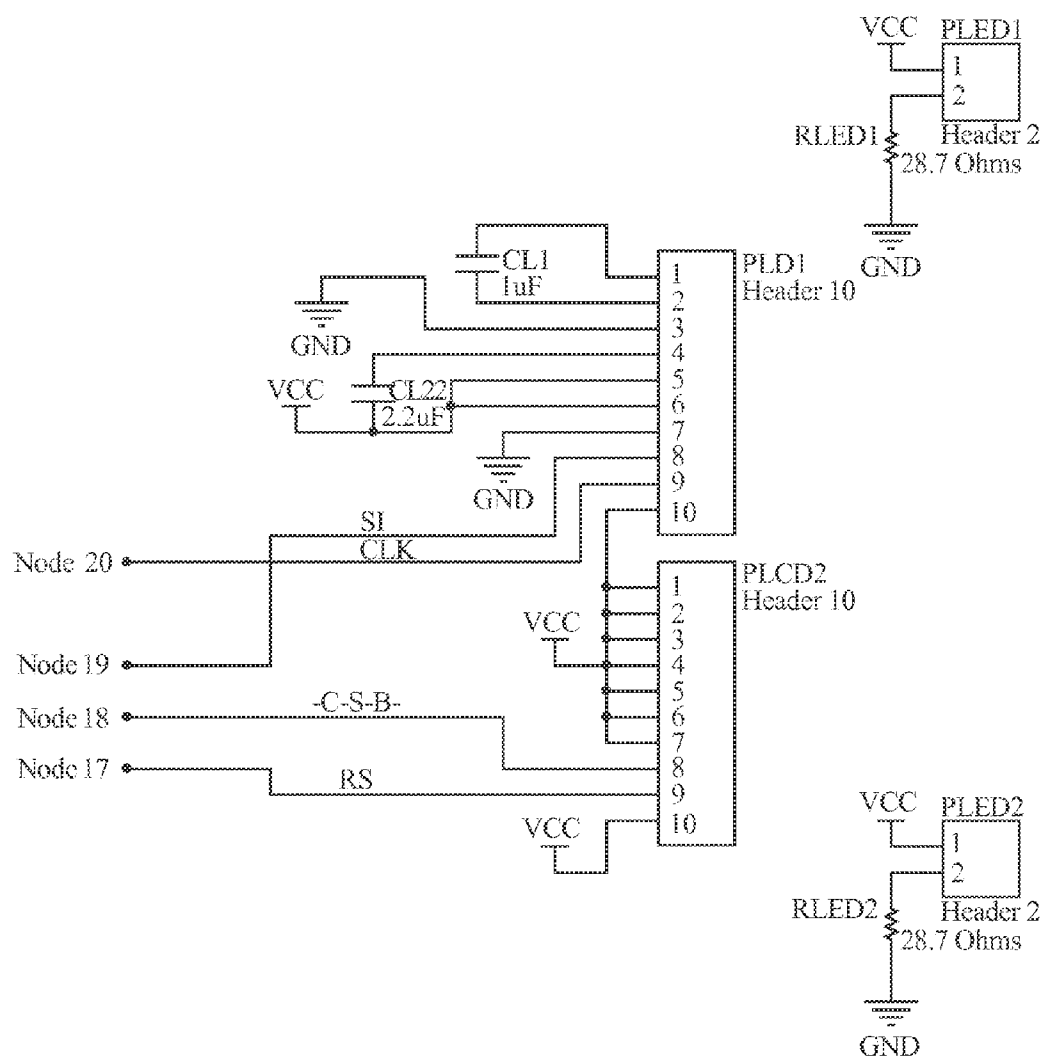 VCC PLED1
1
2
RLED1
Header 2
28.7 Ohms
GND
CL1
1uF
PLD1
Header 10
1
2
3
4
5
6
7
8
9
10
GND
VCC
CL22
2.2uF
GND
SI
CLK
Node 20
PLCD2
Header 10
1
2
3
4
5
6
7
8
9
10
VCC
Node 19
-C-S-B-
Node 18
Node 17
RS
VCC
VCC PLED2
1
2
RLED2
Header 2
28.7 Ohms
GND